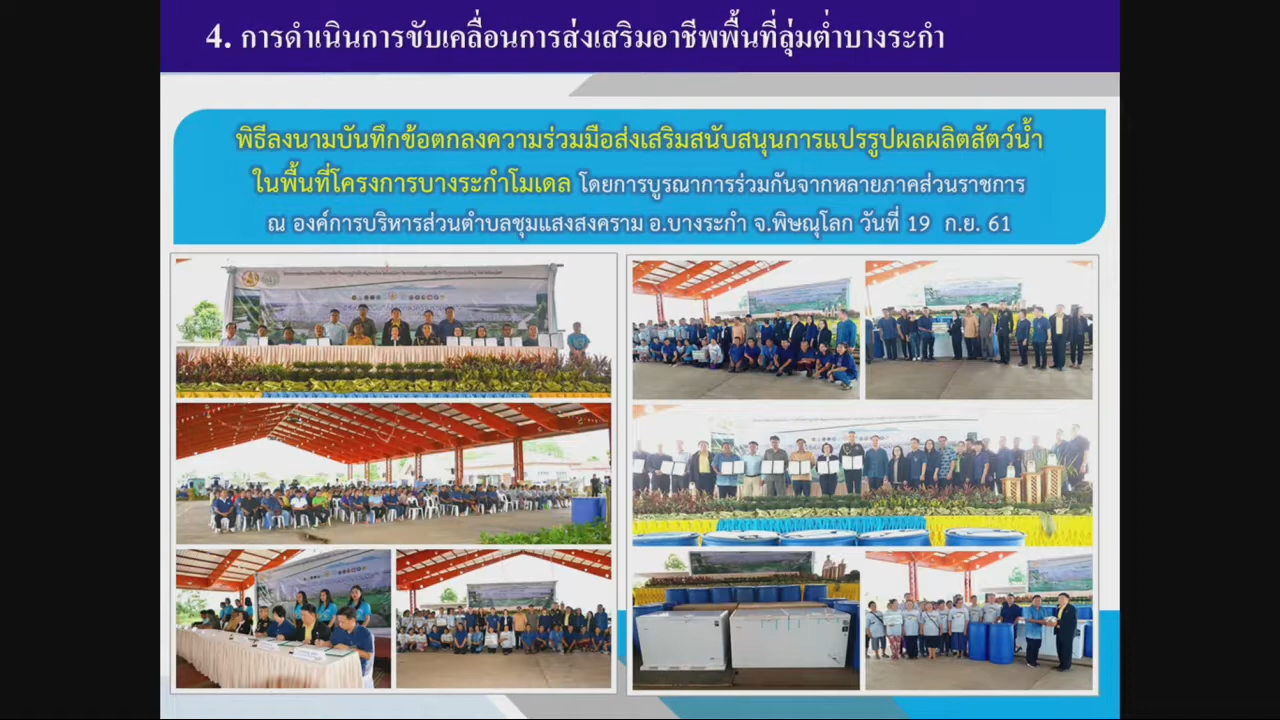 4. การดำเนินการขับเคลื่อนการส่งเสริมอาชีพพื้นที่ลุ่มต่ำบางระกำ
พิธีลงนามบันทึกข้อตกลงความร่วมมือส่งเสริมสนับสนุนการแปรรูปผลผลิตสัตว์น้ำ
ในพื้นที่โครงการบางระกำโมเดล โดยการบูรณาการร่วมกันจากหลายภาคส่วนราชการ
ณ องค์การบริหารส่วนตำบลชุมแสงสงคราม อ.บางระกำ จ.พิษณุโลก วันที่ 19 ก.ย. 61